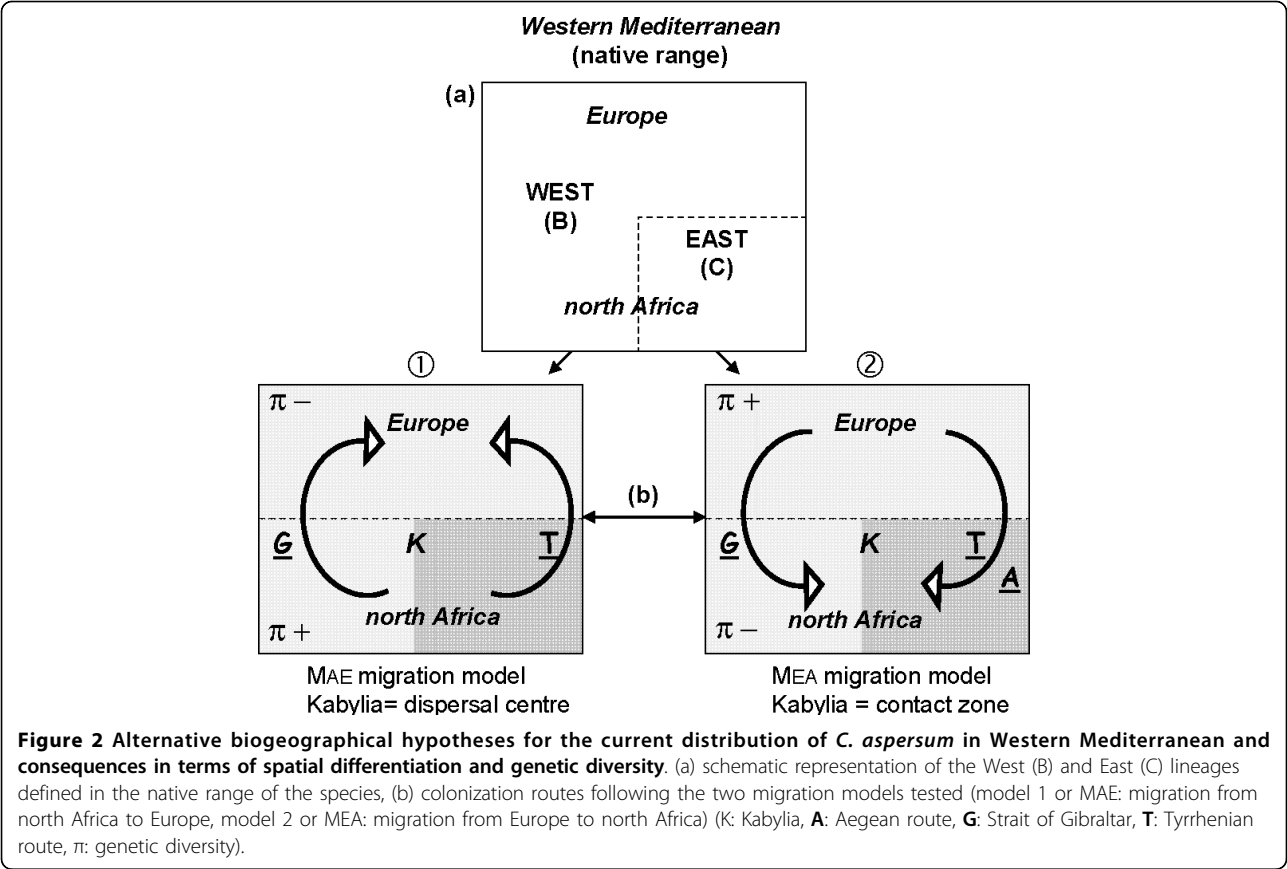 Western Mediterranean
(native range)
(a)
Europe
WEST
(B)
EAST
(C)
north Africa
①
②
π −
Europe
G
K
T
north Africa
π +
(b)
π +
Europe
G
K
T
A
π −
north Africa
MAE migration model
Kabylia= dispersal centre
MEA migration model
Kabylia = contact zone
Figure 2 Alternative biogeographical hypotheses for the current distribution of C. aspersum in Western Mediterranean and
consequences in terms of spatial differentiation and genetic diversity. (a) schematic representation of the West (B) and East (C) lineages
defined in the native range of the species, (b) colonization routes following the two migration models tested (model 1 or MAE: migration from
north Africa to Europe, model 2 or MEA: migration from Europe to north Africa) (K: Kabylia, A: Aegean route, G: Strait of Gibraltar, T: Tyrrhenian
route, π: genetic diversity).